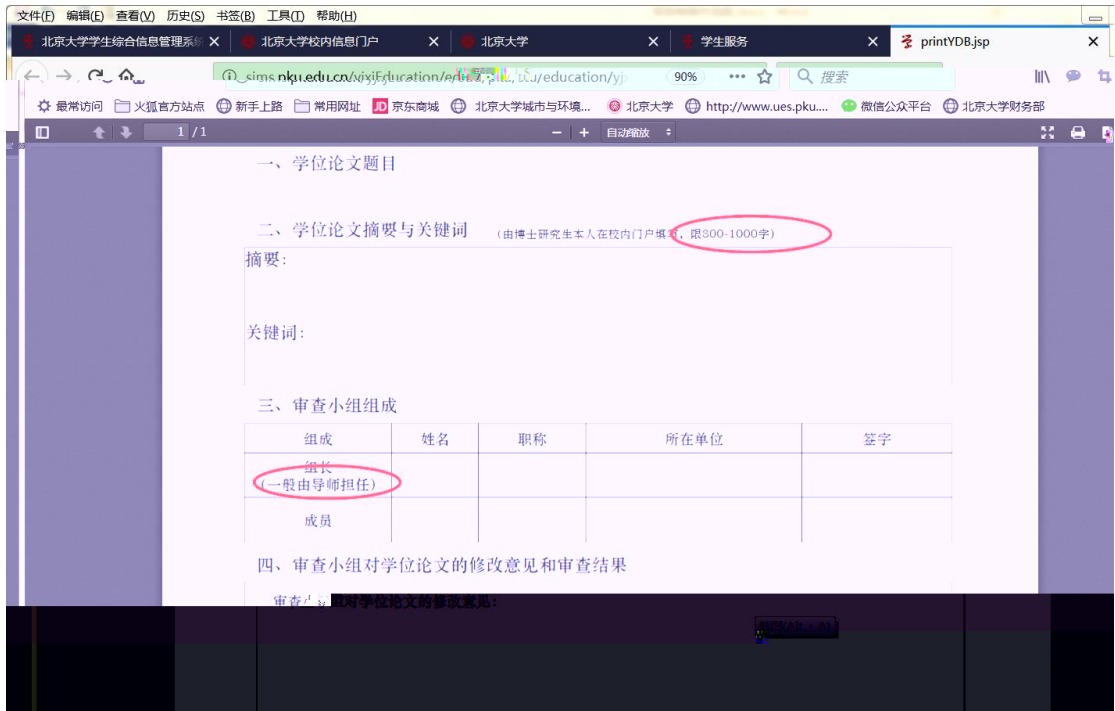 文件(F) 编辑(E) 查看(V) 历史(S) 书签(B) 工具(T) 帮助(H)
北京大学学生综合信息管理系统 北京大学校内信息门户 北京大学 学生服务 printYDB.jsp
90% 搜索
最常访问 火狐官方站点 新手上路 常用网址 JD 京东商城 北京大学城市与环境... 北京大学 http://www.ues.pku.... 微信公众平台 北京大学财务部
1 / 1 自动缩放
一、学位论文题目
二、学位论文摘要与关键词 (由博士研究生本人在校内门户填写，限800-1000字)
摘要：
关键词：
三、审查小组组成
组成 姓名 职称 所在单位 签字
组长
(一般由导师担任)
成员
四、审查小组对学位论文的修改意见和审查结果
审查小组对学位论文的修改意见：